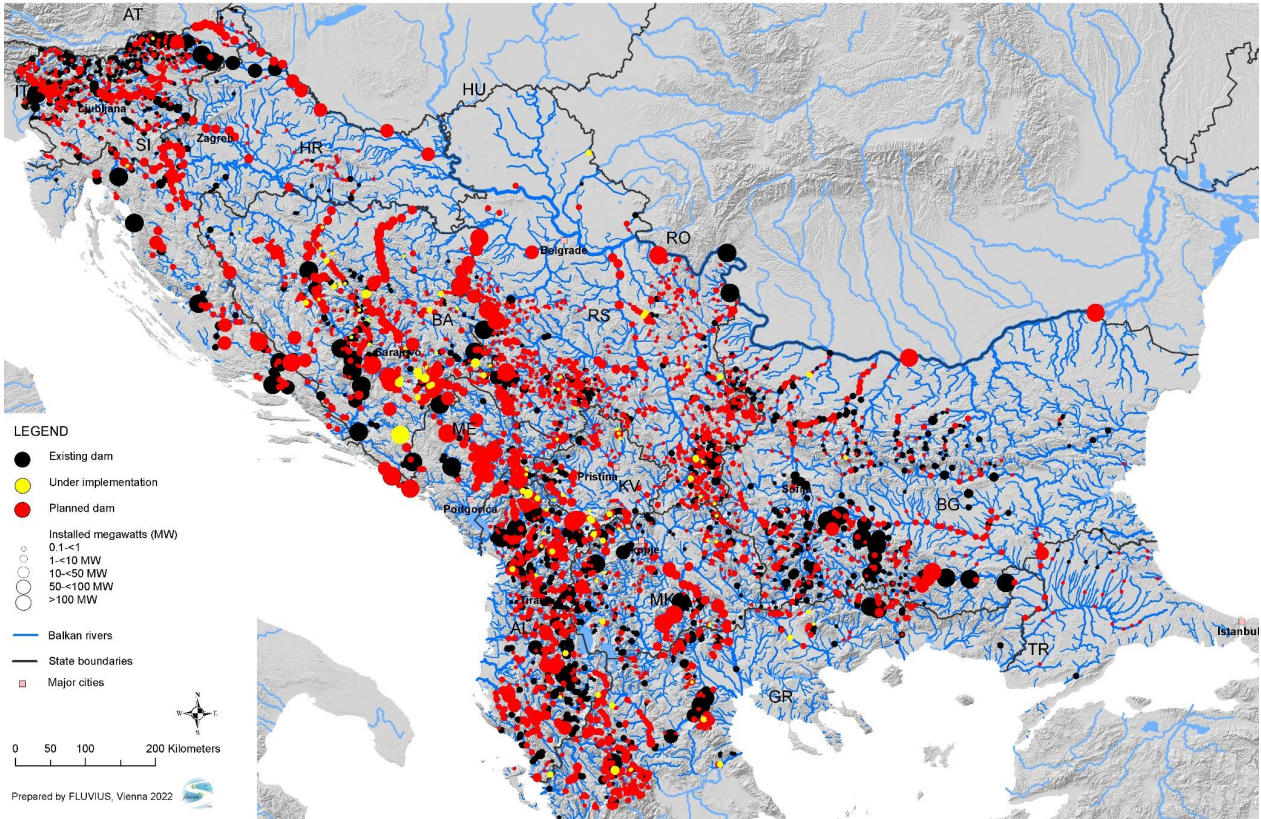 AT
HU
IT
Ljubljana
SI
Zagreb
HR
RO
Belgrade
BA
RS
Sarajevo
ME
Pristina
KV
Podgorica
BG
MK
AL
TR
Istanbul
GR
LEGEND
Existing dam
Under implementation
Planned dam
Installed megawatts (MW)
0.1-<1
1-<10 MW
10-<50 MW
50-<100 MW
>100 MW
Balkan rivers
State boundaries
Major cities
N
W E
S
0 50 100 200 Kilometers
Prepared by FLUVIUS, Vienna 2022